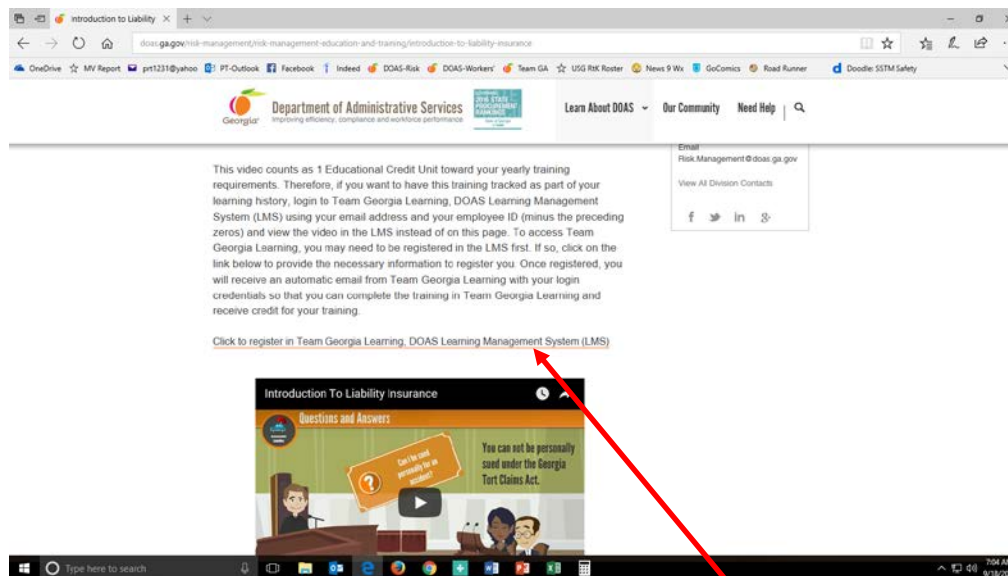 introduction to Liability
doas.ga.gov/risk-management/risk-management-education-and-training/introduction-to-liability-insurance
OneDrive MV Report prt1231@yahoo PT-Outlook Facebook Indeed DOAS-Risk DOAS-Workers' Team GA USG RtK Roster News 9 Wx GoComics Road Runner Doodle: SSTM Safety
Georgia
Department of Administrative Services
Improving efficiency, compliance and workforce performance
Learn About DOAS Our Community Need Help
Email
Risk.Management@doas.ga.gov
View All Division Contacts
This video counts as 1 Educational Credit Unit toward your yearly training
requirements. Therefore, if you want to have this training tracked as part of your
learning history, login to Team Georgia Learning, DOAS Learning Management
System (LMS) using your email address and your employee ID (minus the preceding
zeros) and view the video in the LMS instead of on this page. To access Team
Georgia Learning, you may need to be registered in the LMS first. If so, click on the
link below to provide the necessary information to register you. Once registered, you
will receive an automatic email from Team Georgia Learning with your login
credentials so that you can complete the training in Team Georgia Learning and
receive credit for your training.
Click to register in Team Georgia Learning, DOAS Learning Management System (LMS)
Introduction To Liability Insurance
Questions and Answers
Can I be sued
personally for an
accident?
You can not be personally
sued under the Georgia
Tort Claims Act.
Type here to search